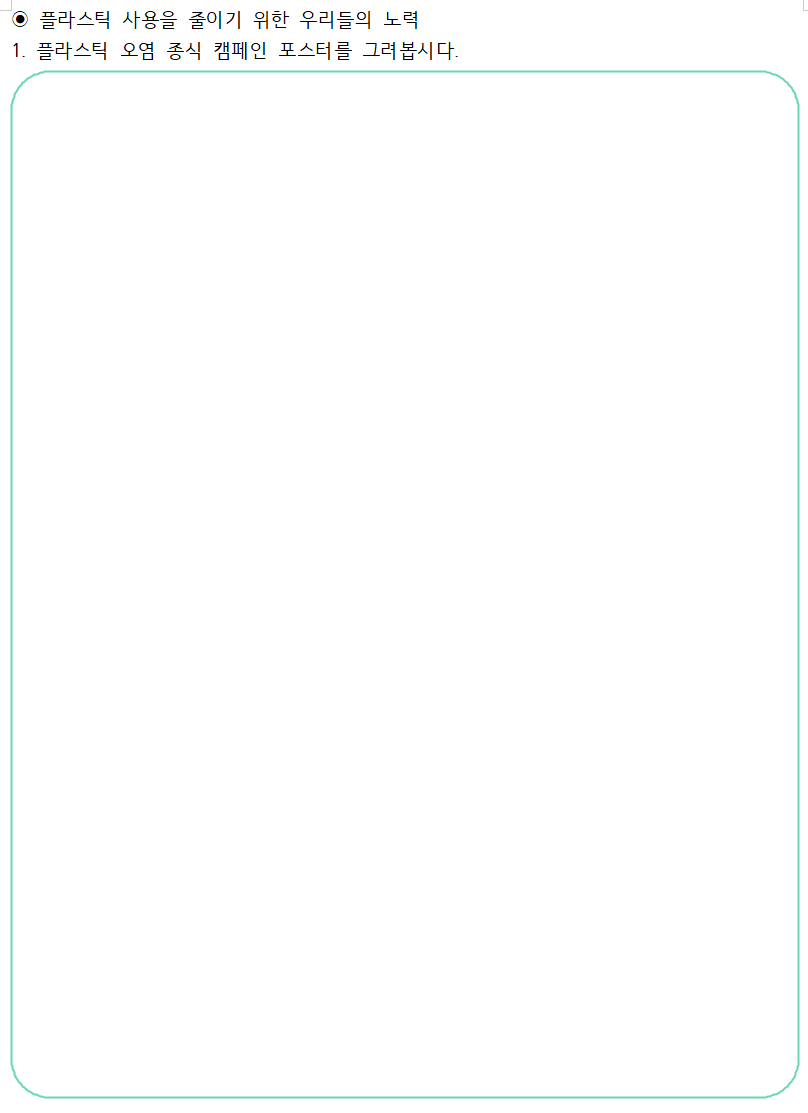 ◉ 플라스틱 사용을 줄이기 위한 우리들의 노력
1. 플라스틱 오염 종식 캠페인 포스터를 그려봅시다.